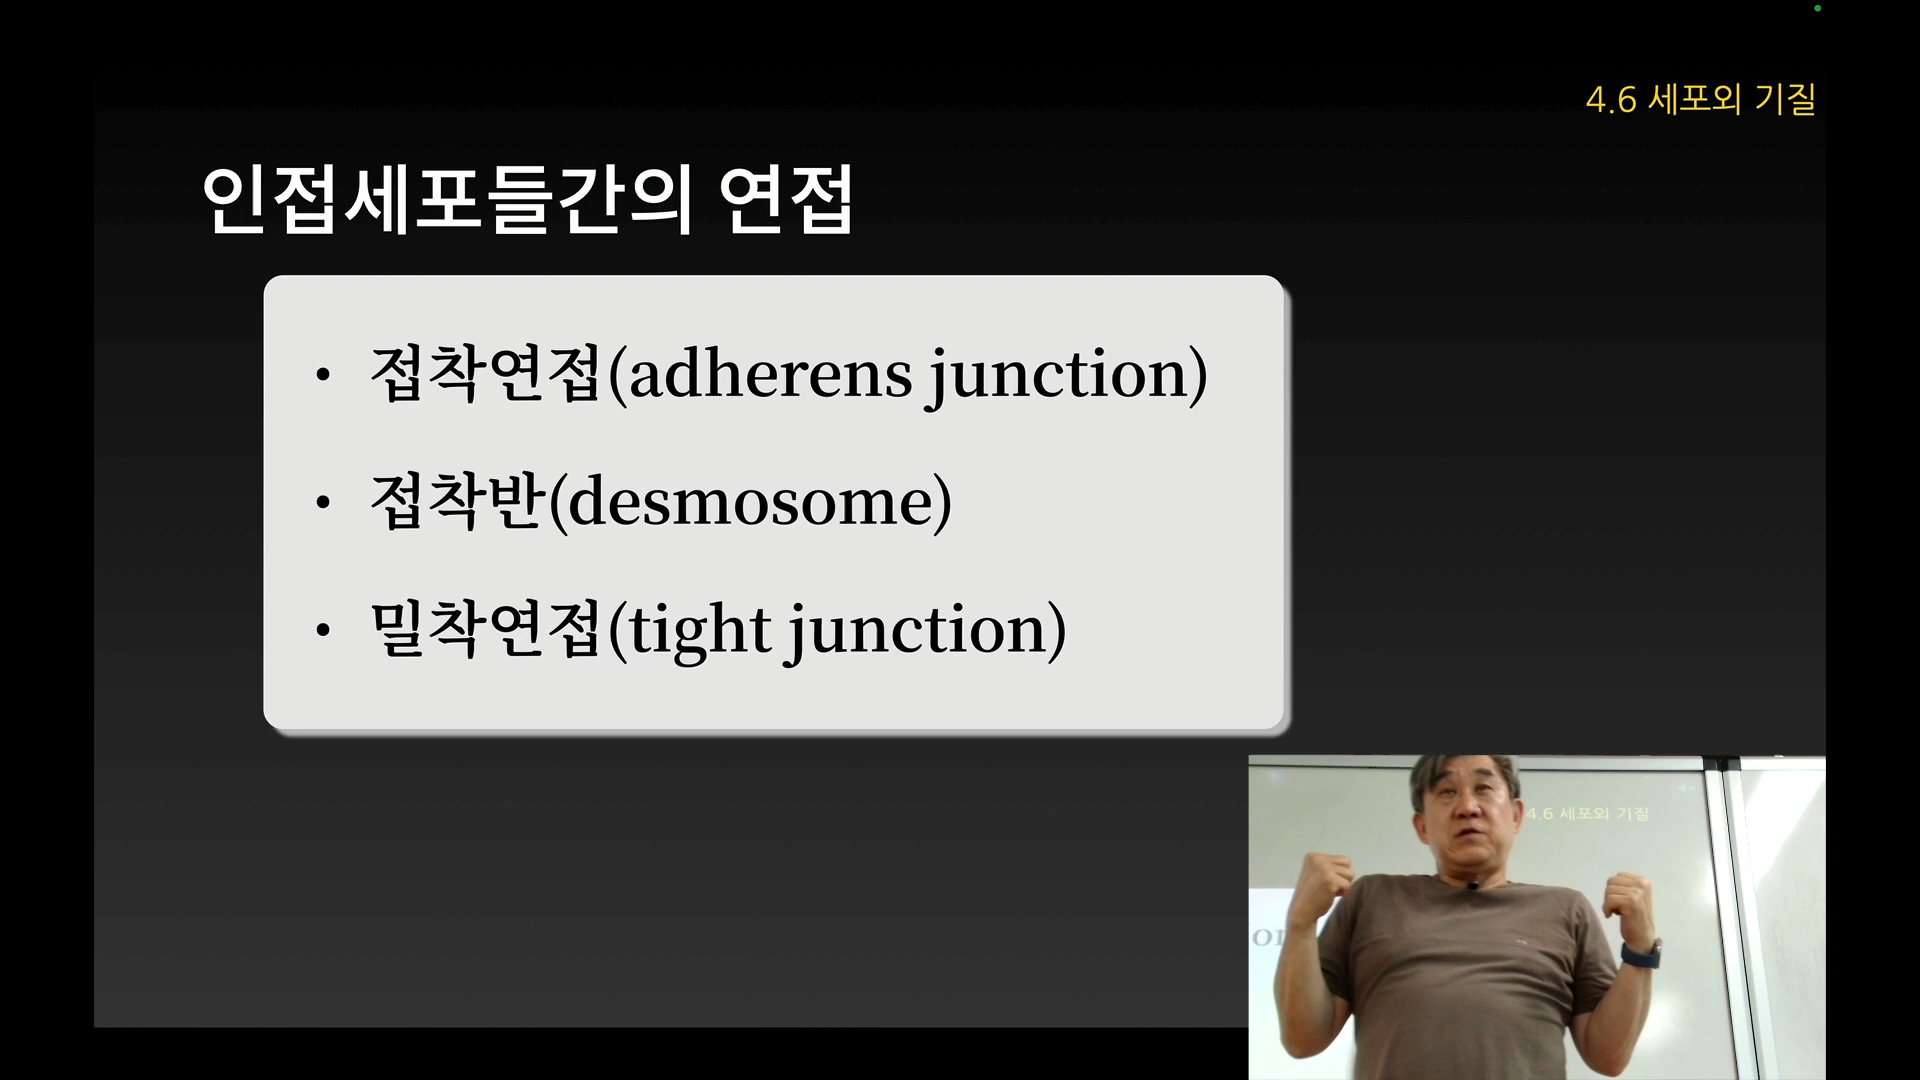 4.6 세포외 기질
인접세포들간의 연접
• 접착연접(adherens junction)
• 접착반(desmosome)
• 밀착연접(tight junction)
4.6 세포외 기질